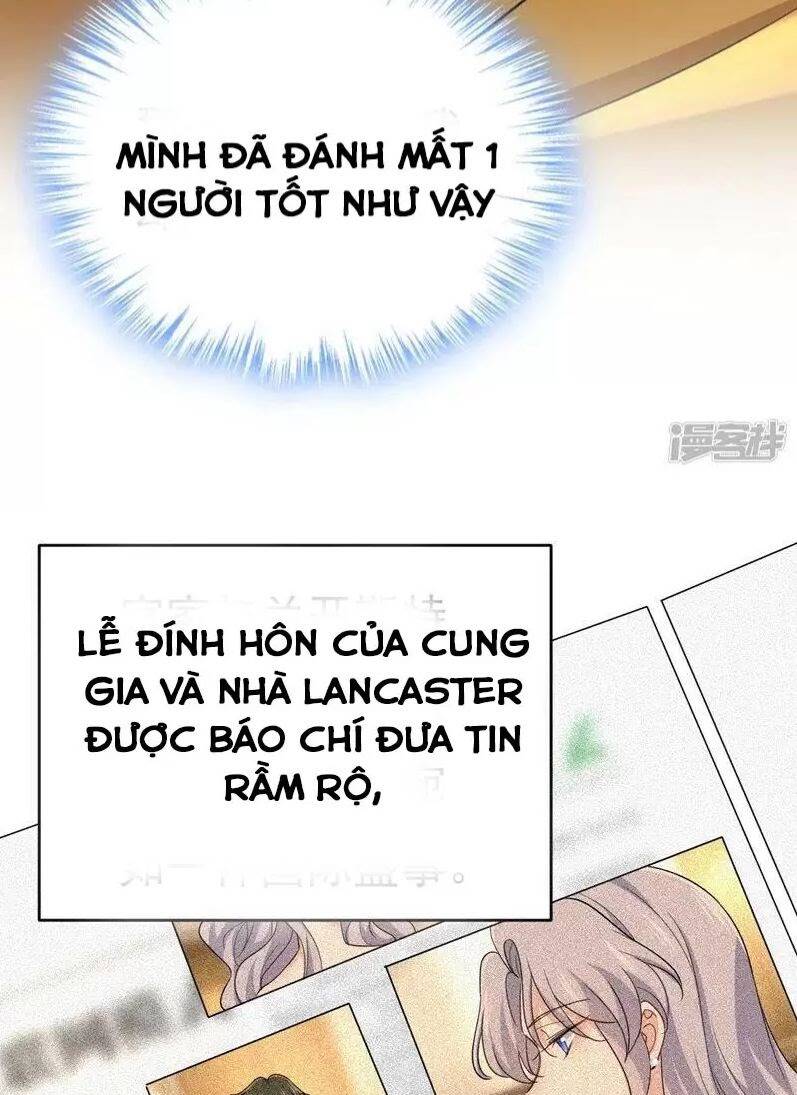 MÌNH ĐÃ ĐÁNH MẤT 1
NGƯỜI TỐT NHƯ VẬY
漫客栈
LỄ ĐÍNH HÔN CỦA CUNG
GIA VÀ NHÀ LANCASTER
ĐƯỢC BÁO CHÍ ĐƯA TIN
RẦM RỘ,